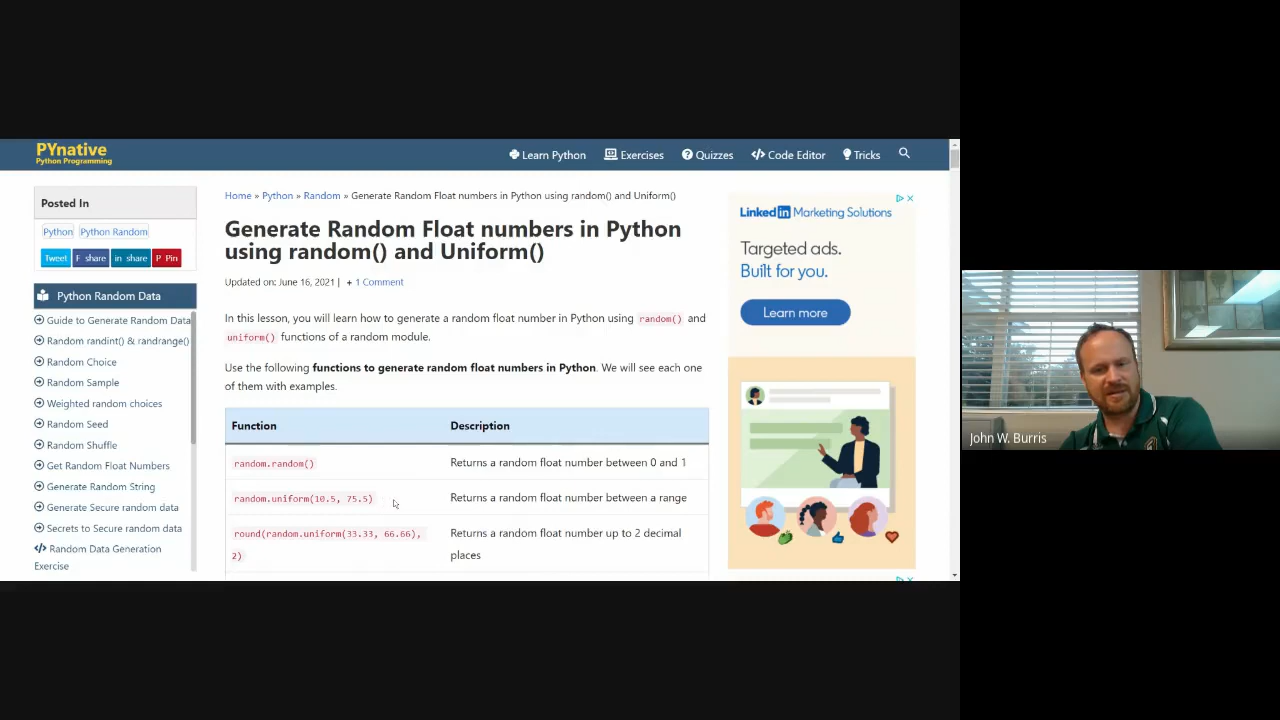 PYnative
Python Programming
Learn Python
Exercises
Quizzes
Code Editor
Tricks
Posted In
Python
Python Random
Tweet
F share
in share
P Pin
Python Random Data
Guide to Generate Random Data
Random randint() & randrange()
Random Choice
Random Sample
Weighted random choices
Random Seed
Random Shuffle
Get Random Float Numbers
Generate Random String
Generate Secure random data
Secrets to Secure random data
Random Data Generation
Exercise
Home » Python » Random » Generate Random Float numbers in Python using random() and Uniform()
Generate Random Float numbers in Python
using random() and Uniform()
Updated on: June 16, 2021 | + 1 Comment
In this lesson, you will learn how to generate a random float number in Python using random() and
uniform() functions of a random module.
Use the following functions to generate random float numbers in Python. We will see each one
of them with examples.
Function Description
random.random() Returns a random float number between 0 and 1
random.uniform(10.5, 75.5) Returns a random float number between a range
round(random.uniform(33.33, 66.66), Returns a random float number up to 2 decimal
2) places
Linked in Marketing Solutions
Targeted ads.
Built for you.
Learn more
John W. Burris